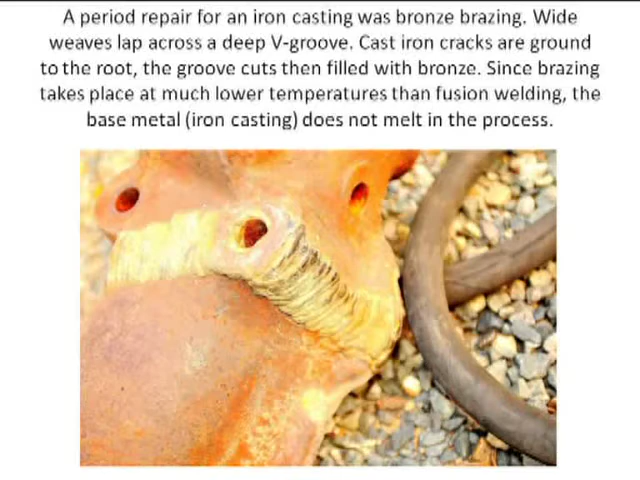 A period repair for an iron casting was bronze brazing. Wide
weaves lap across a deep V-groove. Cast iron cracks are ground
to the root, the groove cuts then filled with bronze. Since brazing
takes place at much lower temperatures than fusion welding, the
base metal (iron casting) does not melt in the process.